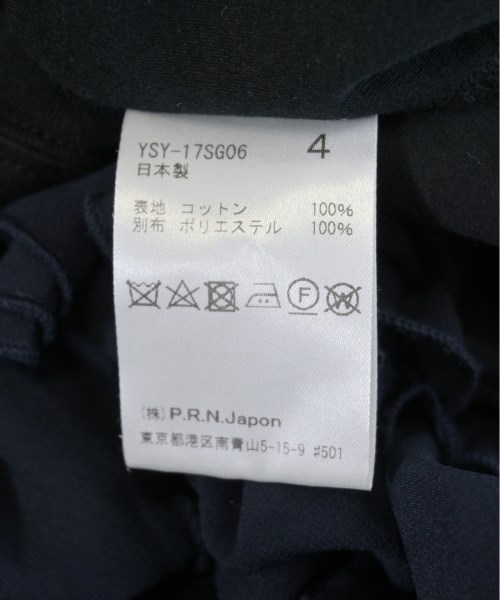 YSY-17SG06 4
日本製
表地 コットン 100%
別布 ポリエステル 100%
F W
(株) P.R.N.Japon
東京都港区南青山5-15-9 #501